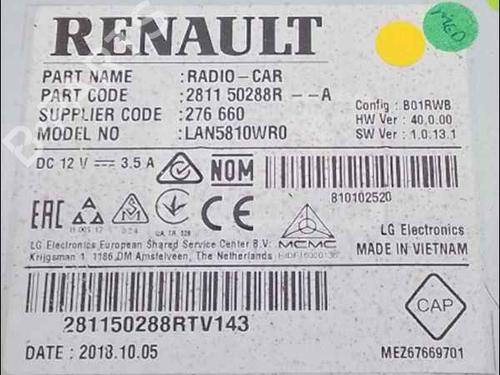 RENAULT
PART NAME : RADIO-CAR
PART CODE : 2811 50288R --A
SUPPLIER CODE : 276 660
MODEL NO : LAN5810WR0
Config : B01RWB
HW Ver : 40.0.00
SW Ver : 1.0.13.1
DC 12 V 3.5 A
NOM
810102520
EAC
CE
MCMC
LG Electronics
MADE IN VIETNAM
LG Electronics European Shared Service Center B.V.
Krijgsman 1, 1186 DM Amstelveen, The Netherlands
281150288RTV143
CAP
DATE : 2018.10.05
MEZ67669701